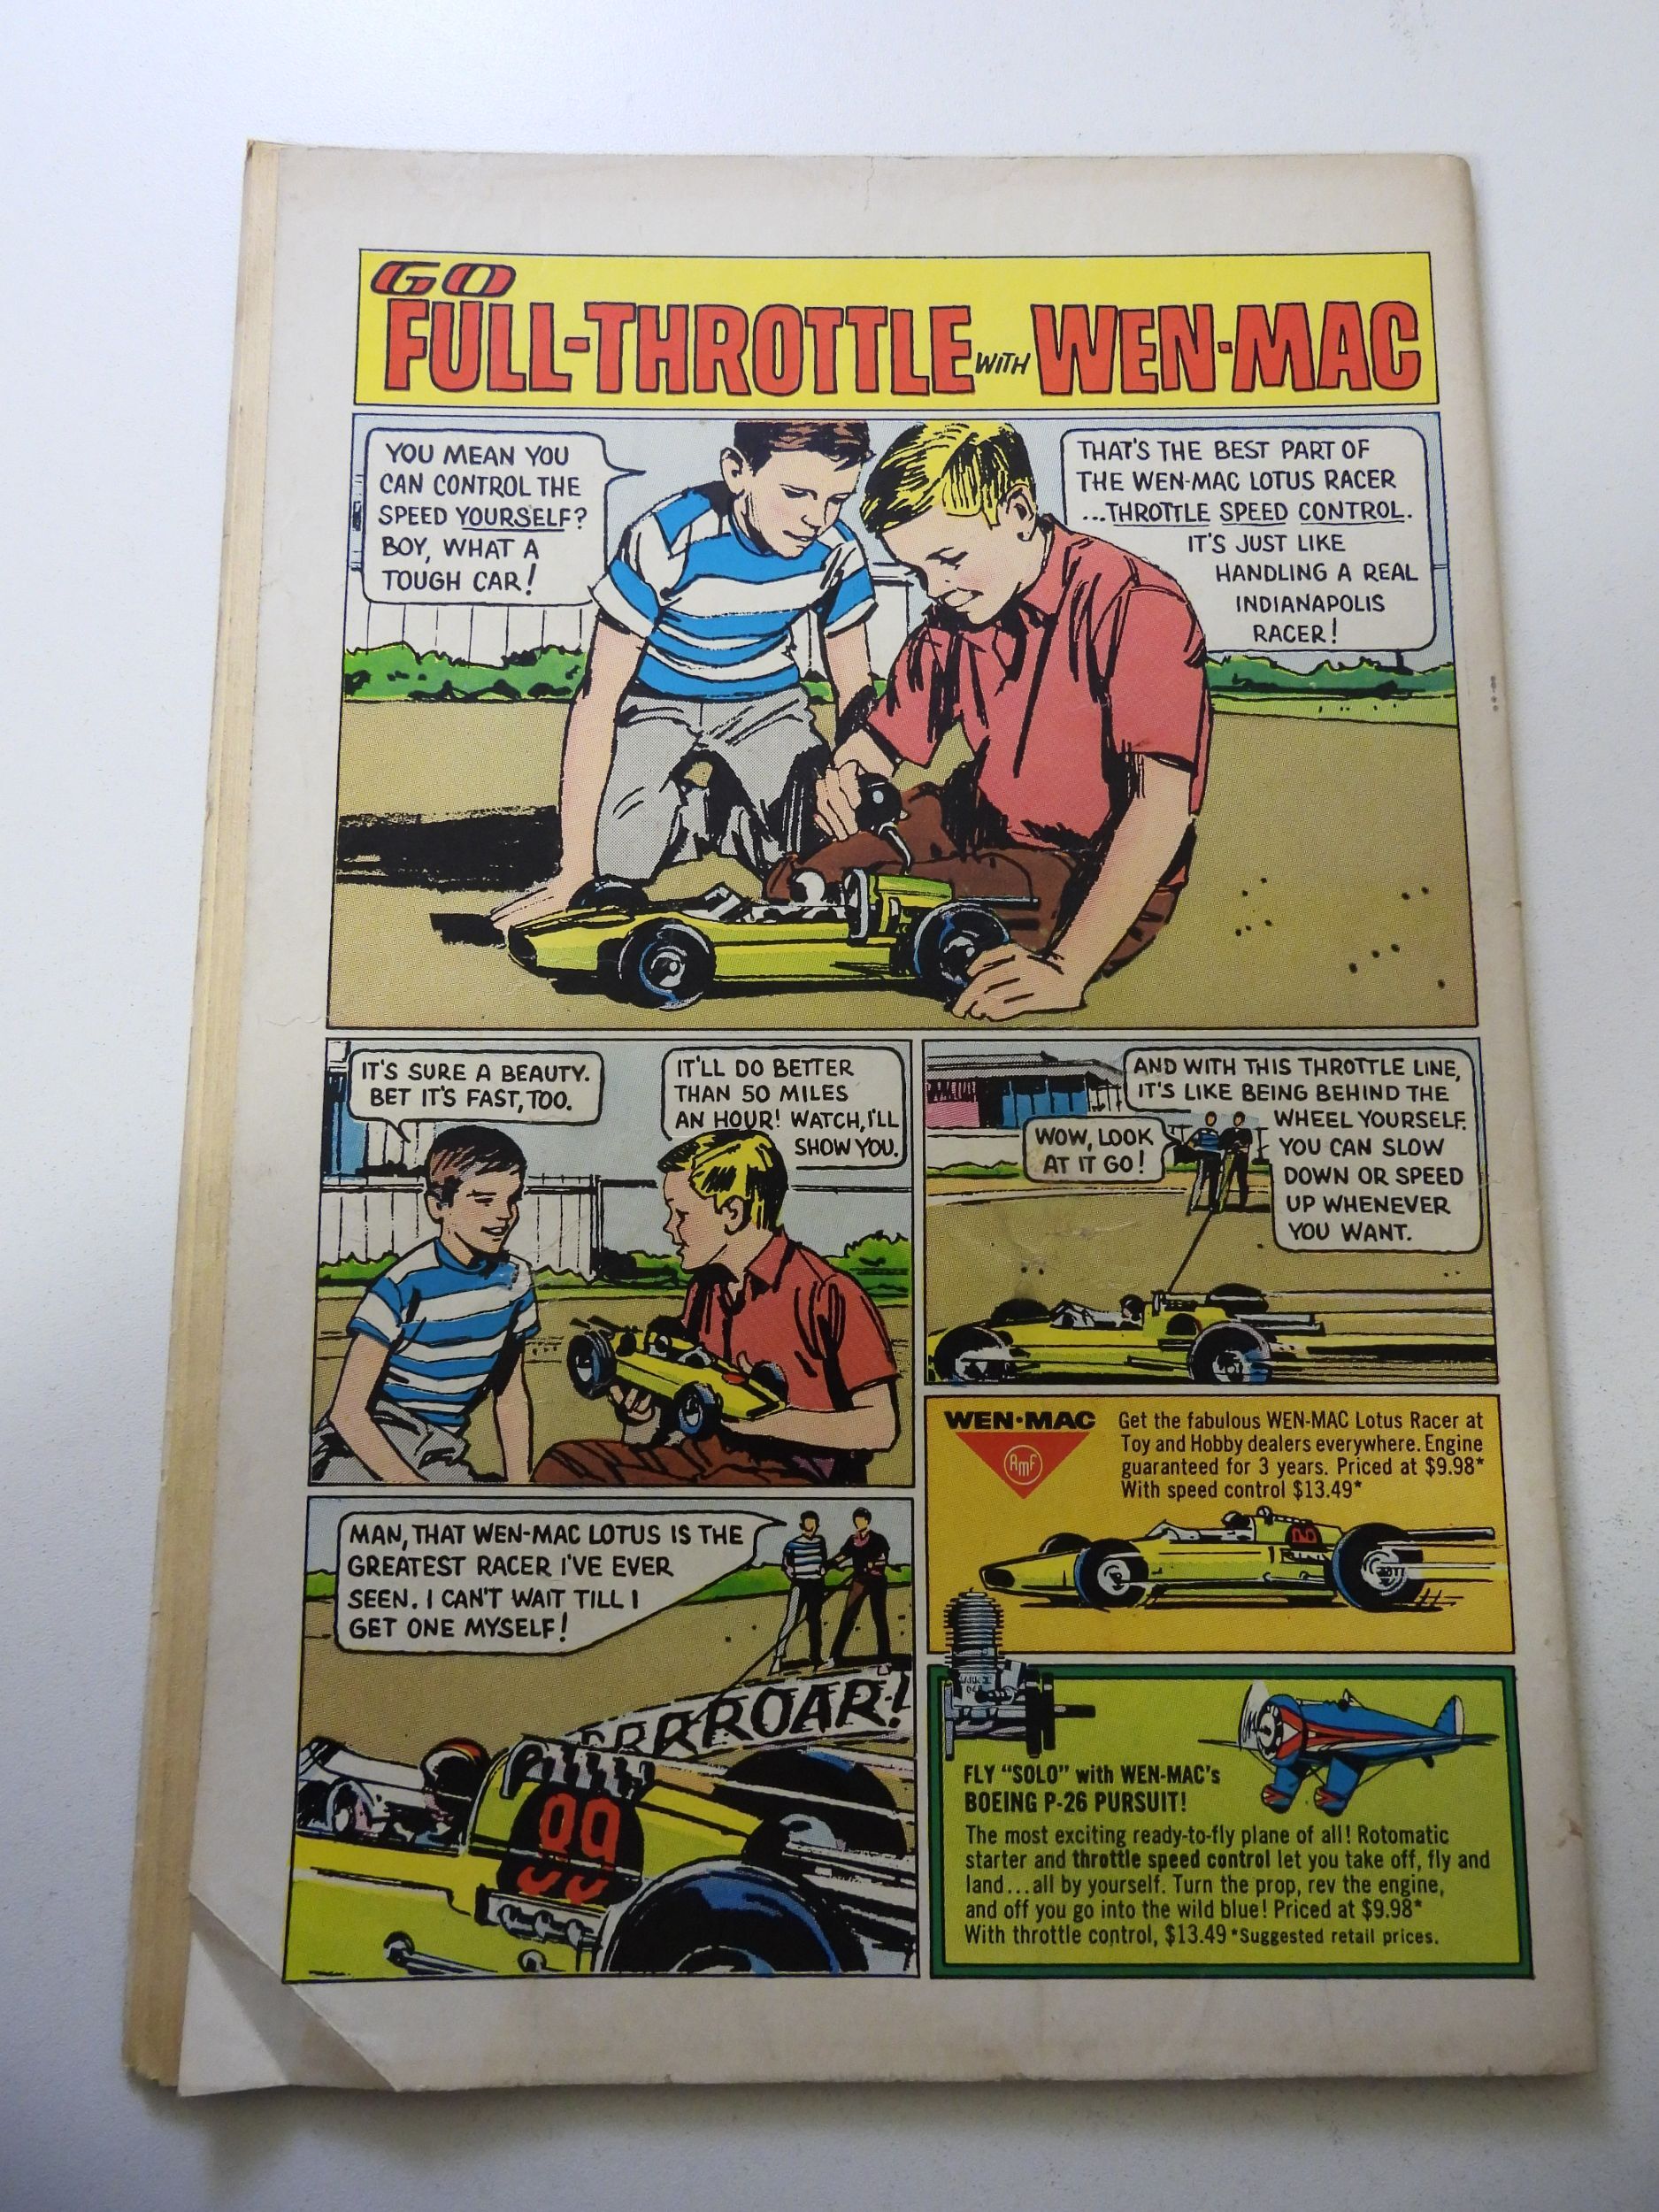 GO
FULL-THROTTLE WITH WEN-MAC
YOU MEAN YOU
CAN CONTROL THE
SPEED YOURSELF?
BOY, WHAT A
TOUGH CAR!
THAT'S THE BEST PART OF
THE WEN-MAC LOTUS RACER
...THROTTLE SPEED CONTROL.
IT'S JUST LIKE
HANDLING A REAL
INDIANAPOLIS
RACER!
IT'S SURE A BEAUTY.
BET IT'S FAST, TOO.
IT'LL DO BETTER
THAN 50 MILES
AN HOUR! WATCH, I'LL
SHOW YOU.
AND WITH THIS THROTTLE LINE,
IT'S LIKE BEING BEHIND THE
WHEEL YOURSELF.
YOU CAN SLOW
DOWN OR SPEED
UP WHENEVER
YOU WANT.
WOW, LOOK
AT IT GO!
MAN, THAT WEN-MAC LOTUS IS THE
GREATEST RACER I'VE EVER
SEEN. I CAN'T WAIT TILL I
GET ONE MYSELF!
RRRROAR!
99
WEN-MAC
AMF
Get the fabulous WEN-MAC Lotus Racer at
Toy and Hobby dealers everywhere. Engine
guaranteed for 3 years. Priced at $9.98*
With speed control $13.49*
FLY "SOLO" with WEN-MAC's
BOEING P-26 PURSUIT!
The most exciting ready-to-fly plane of all! Rotomatic
starter and throttle speed control let you take off, fly and
land...all by yourself. Turn the prop, rev the engine,
and off you go into the wild blue! Priced at $9.98*
With throttle control, $13.49 *Suggested retail prices.